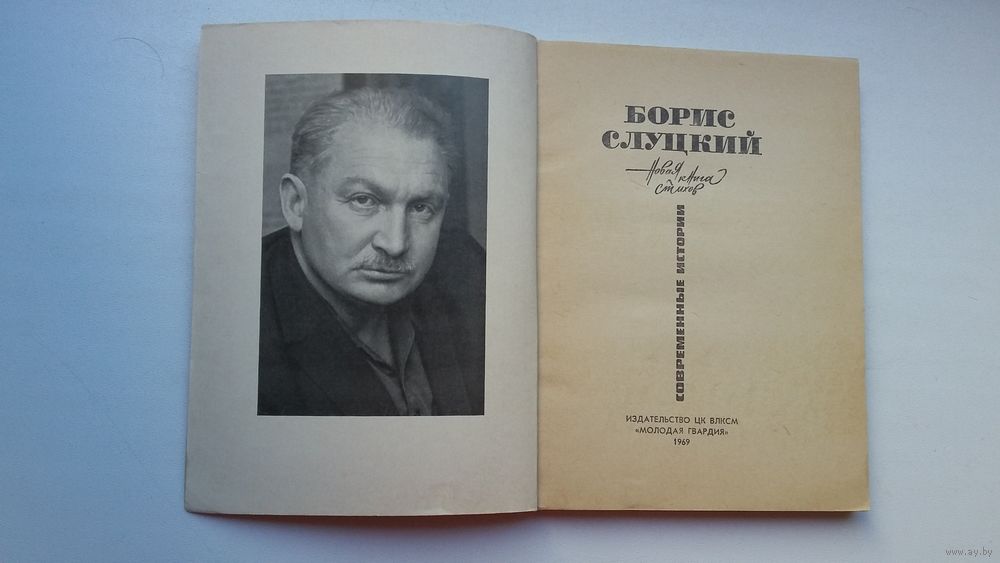 БОРИС
СЛУЦКИЙ
Новая
книга
стихов
СОВРЕМЕННЫЕ ИСТОРИИ
ИЗДАТЕЛЬСТВО ЦК ВЛКСМ
«МОЛОДАЯ ГВАРДИЯ»
1969
www.ay.by